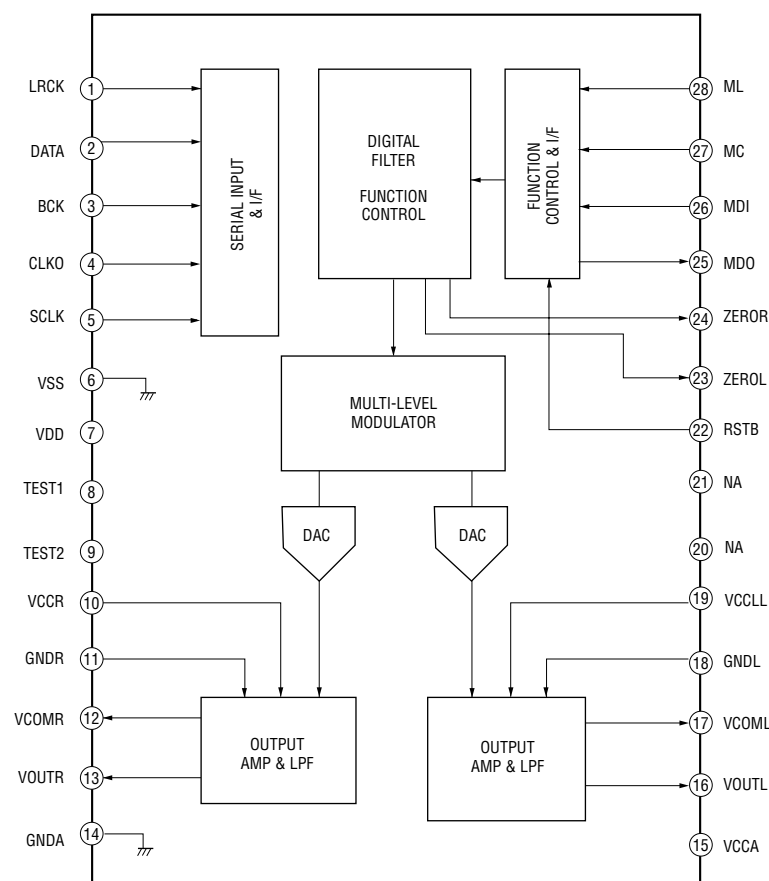 LRCK
1
DATA
2
BCK
3
CLKO
4
SCLK
5
VSS
6
VDD
7
TEST1
8
TEST2
9
VCCR
10
GNDR
11
VCOMR
12
VOUTR
13
GNDA
14
SERIAL INPUT
& I/F
DIGITAL
FILTER
FUNCTION
CONTROL
FUNCTION
CONTROL & I/F
MULTI-LEVEL
MODULATOR
DAC
DAC
OUTPUT
AMP & LPF
OUTPUT
AMP & LPF
28
ML
27
MC
26
MDI
25
MDO
24
ZEROR
23
ZEROL
22
RSTB
21
NA
20
NA
19
VCCLL
18
GNDL
17
VCOML
16
VOUTL
15
VCCA